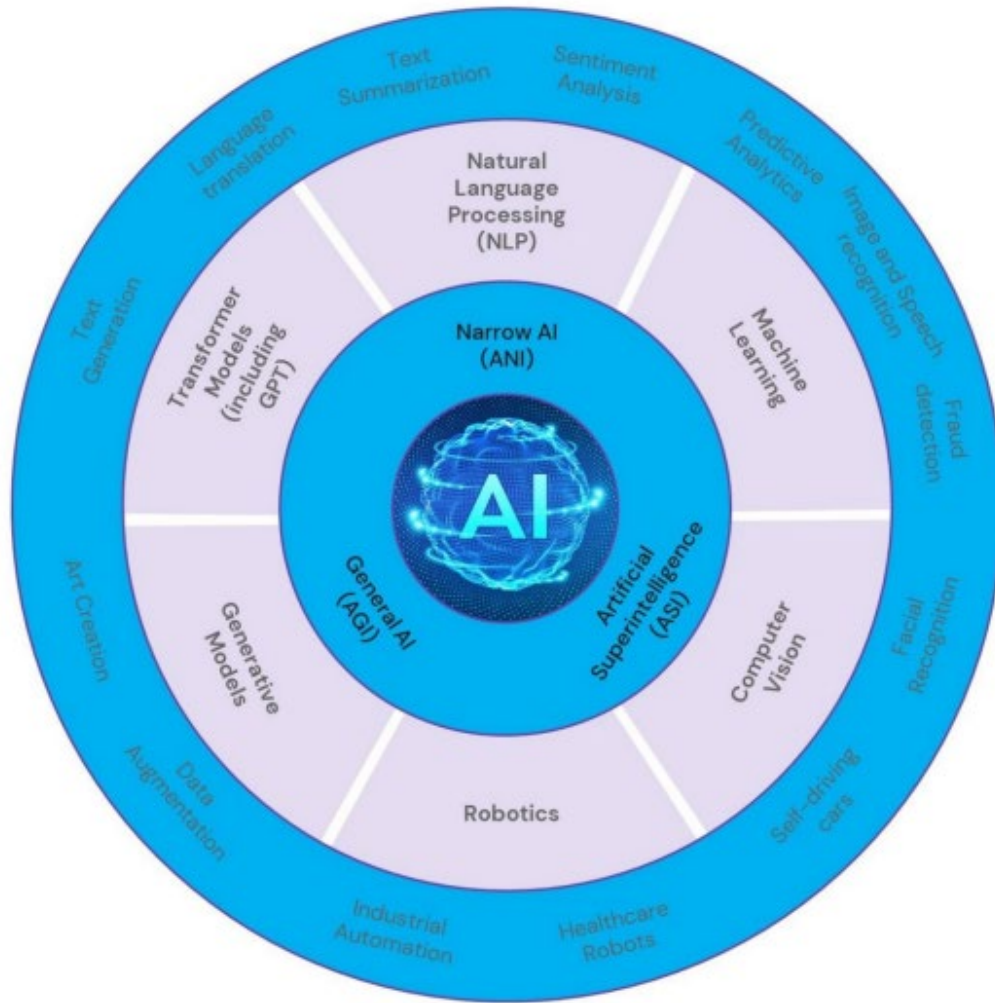 Text
Summarization
Sentiment
Analysis
Predictive
Analytics
Image and Speech
recognition
Fraud
detection
Facial
Recognition
Self-driving
cars
Healthcare
Robots
Industrial
Automation
Data
Augmentation
Art Creation
Text
Generation
Language
translation
Natural
Language
Processing
(NLP)
Machine
Learning
Computer
Vision
Robotics
Generative
Models
Transformer
Models
(including
GPT)
Narrow AI
(ANI)
Artificial
Superintelligence
(ASI)
General AI
(AGI)
AI